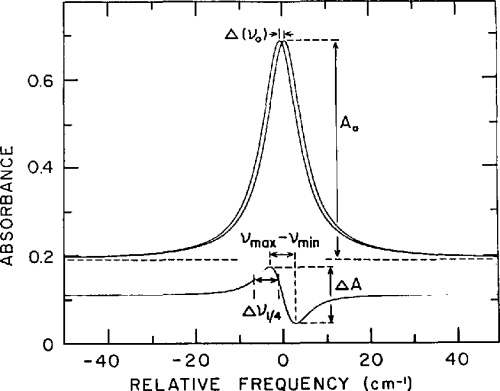 Δ(ν₀)
0.6
A₀
0.4
ABSORBANCE
0.2
νmax–νmin
ΔA
Δν1/4
0
-40 -20 0 20 40
RELATIVE FREQUENCY (cm⁻¹)